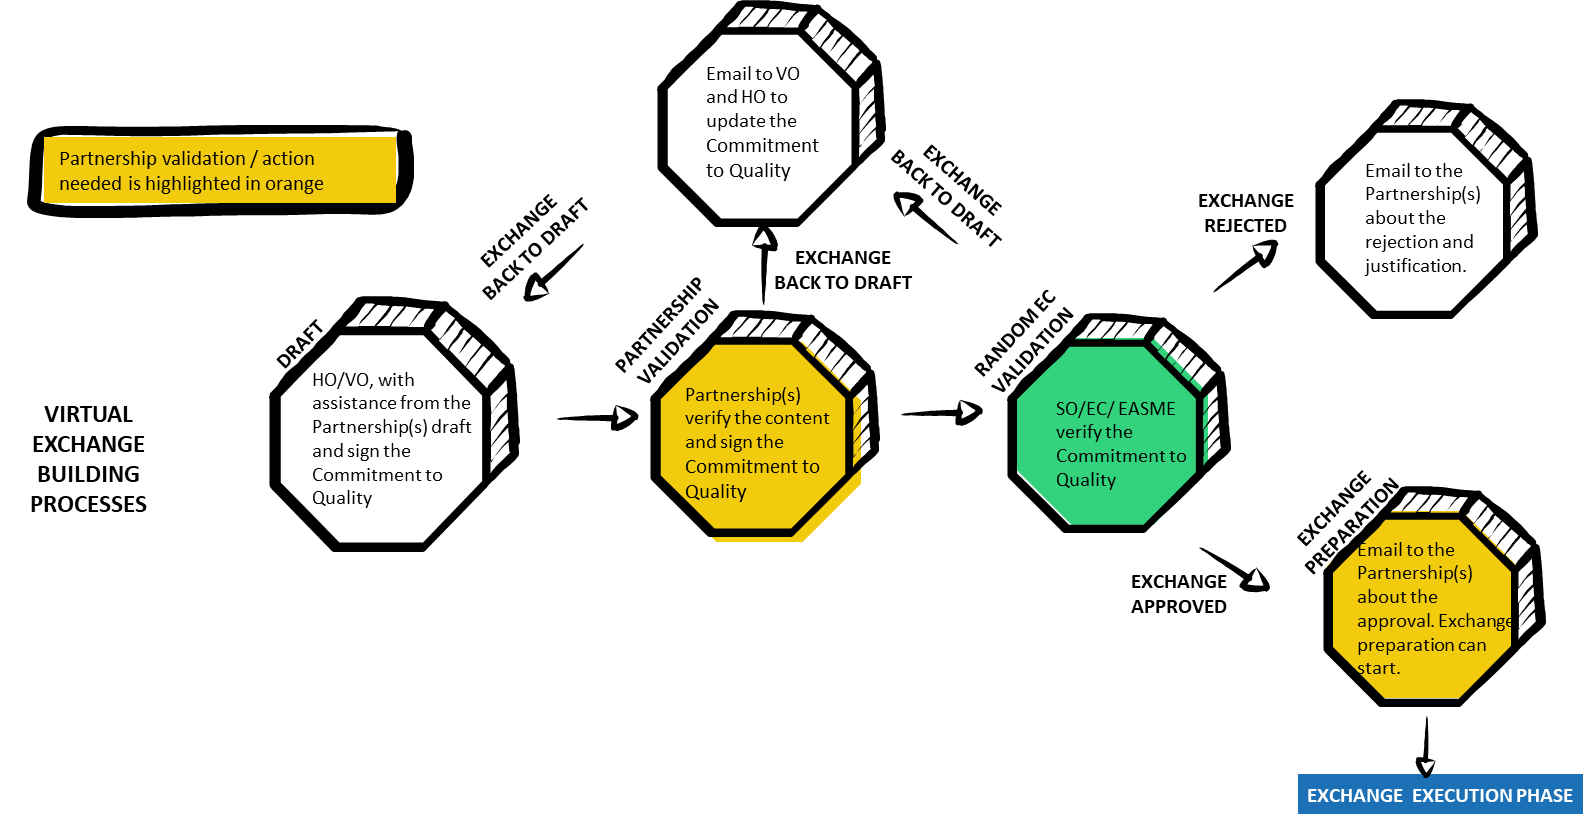 Email to VO
and HO to
update the
Commitment
to Quality
Partnership validation / action
needed is highlighted in orange
EXCHANGE
BACK TO DRAFT
EXCHANGE
BACK TO DRAFT
EXCHANGE
BACK TO DRAFT
EXCHANGE
REJECTED
Email to the
Partnership(s)
about the
rejection and
justification.
VIRTUAL
EXCHANGE
BUILDING
PROCESSES
DRAFT
HO/VO, with
assistance from the
Partnership(s) draft
and sign the
Commitment to
Quality
PARTNERSHIP
VALIDATION
Partnership(s)
verify the content
and sign the
Commitment to
Quality
RANDOM EC
VALIDATION
SO/EC/ EASME
verify the
Commitment to
Quality
EXCHANGE
APPROVED
EXCHANGE
PREPARATION
Email to the
Partnership(s)
about the
approval. Exchange
preparation can
start.
EXCHANGE EXECUTION PHASE